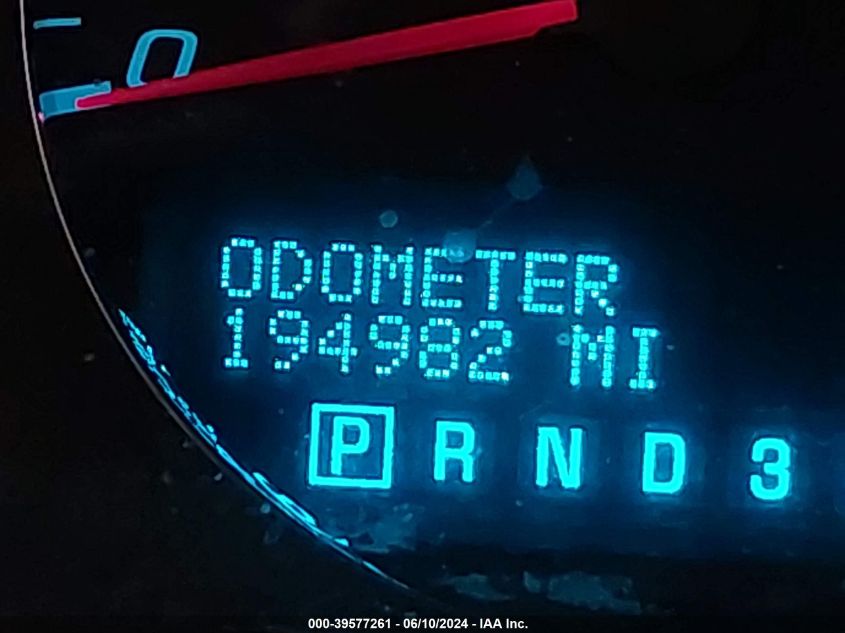 0
ODOMETER
194982 MI
P R N D 3
000-39577261 - 06/10/2024 - IAA Inc.